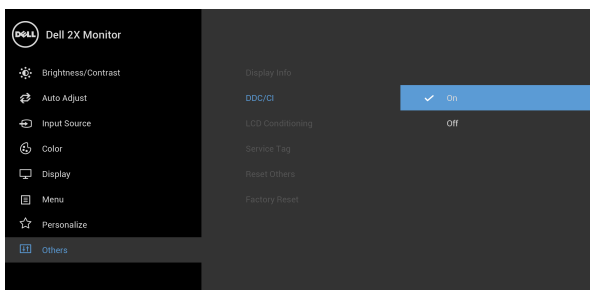 DELL
Dell 2X Monitor
Brightness/Contrast
Auto Adjust
Input Source
Color
Display
Menu
Personalize
Others
Display Info
DDC/CI
LCD Conditioning
Service Tag
Reset Others
Factory Reset
On
Off